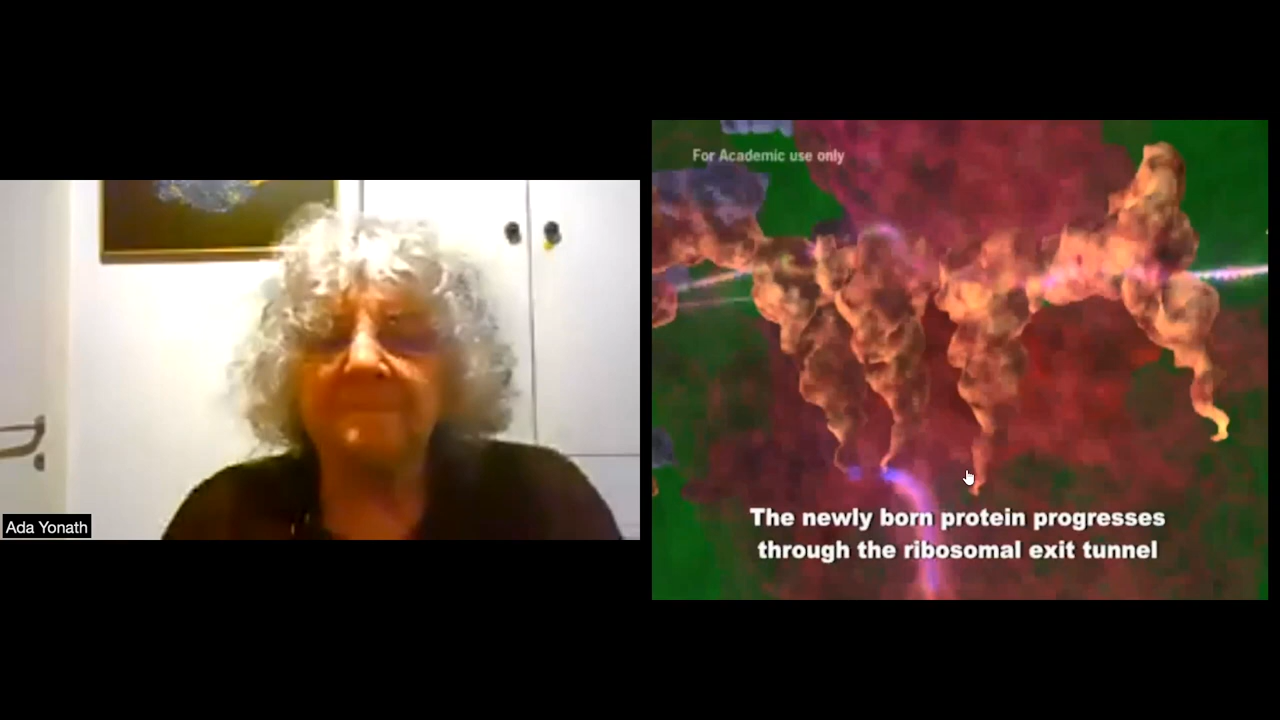 For Academic use only
Ada Yonath
The newly born protein progresses
through the ribosomal exit tunnel